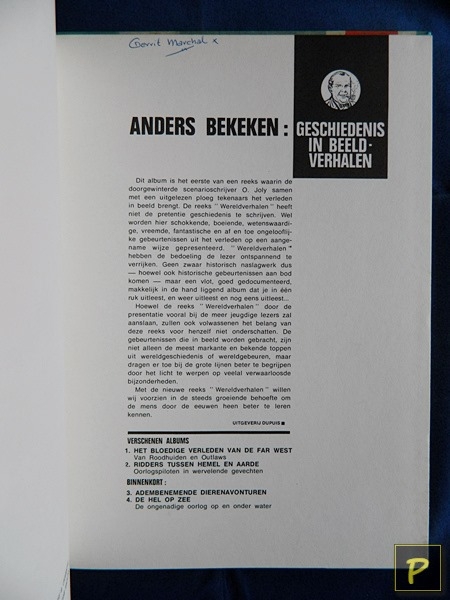 Gerrit Marchal x
ANDERS BEKEKEN:
GESCHIEDENIS
IN BEELD-
VERHALEN
Dit album is het eerste van een reeks waarin de
doorgewinterde scenarioschrijver O. Joly samen
met een uitgelezen ploeg tekenaars het verleden
in beeld brengt. De reeks " Wereldverhalen " heeft
niet de pretentie geschiedenis te schrijven. Wel
worden hier schokkende, boeiende, wetenswaardi-
ge, vreemde, fantastische en af en toe ongelooflij-
ke gebeurtenissen uit het verleden op een aange-
name wijze gepresenteerd. " Wereldverhalen "
hebben de bedoeling de lezer ontspannend te
verrijken. Geen zwaar historisch naslagwerk dus
— hoewel ook historische gebeurtenissen aan bod
komen — maar een vlot, goed gedocumenteerd,
makkelijk in de hand liggend album dat je in één
ruk uitleest, en weer uitleest en nog eens uitleest...
Hoewel de reeks " Wereldverhalen " door de
presentatie vooral bij de meer jeugdige lezers zal
aanslaan, zullen ook volwassenen het belang van
deze reeks voor henzelf niet onderschatten. De
gebeurtenissen die in beeld worden gebracht, zijn
niet alleen de meest markante en bekende toppen
uit wereldgeschiedenis of wereldgebeuren, maar
dragen er toe bij de grote lijnen beter te begrijpen
door het licht te werpen op veelal verwaarloosde
bijzonderheden.
Met de nieuwe reeks " Wereldverhalen " willen
wij voorzien in de steeds groeiende behoefte om
de mens door de eeuwen heen beter te leren
kennen.
UITGEVERIJ DUPUIS
VERSCHENEN ALBUMS
1. HET BLOEDIGE VERLEDEN VAN DE FAR WEST
Van Roodhuiden en Outlaws
2. RIDDERS TUSSEN HEMEL EN AARDE
Oorlogspiloten in wervelende gevechten
BINNENKORT :
3. ADEMBENEMENDE DIERENAVONTUREN
4. DE HEL OP ZEE
De ongenadige oorlog op en onder water
P